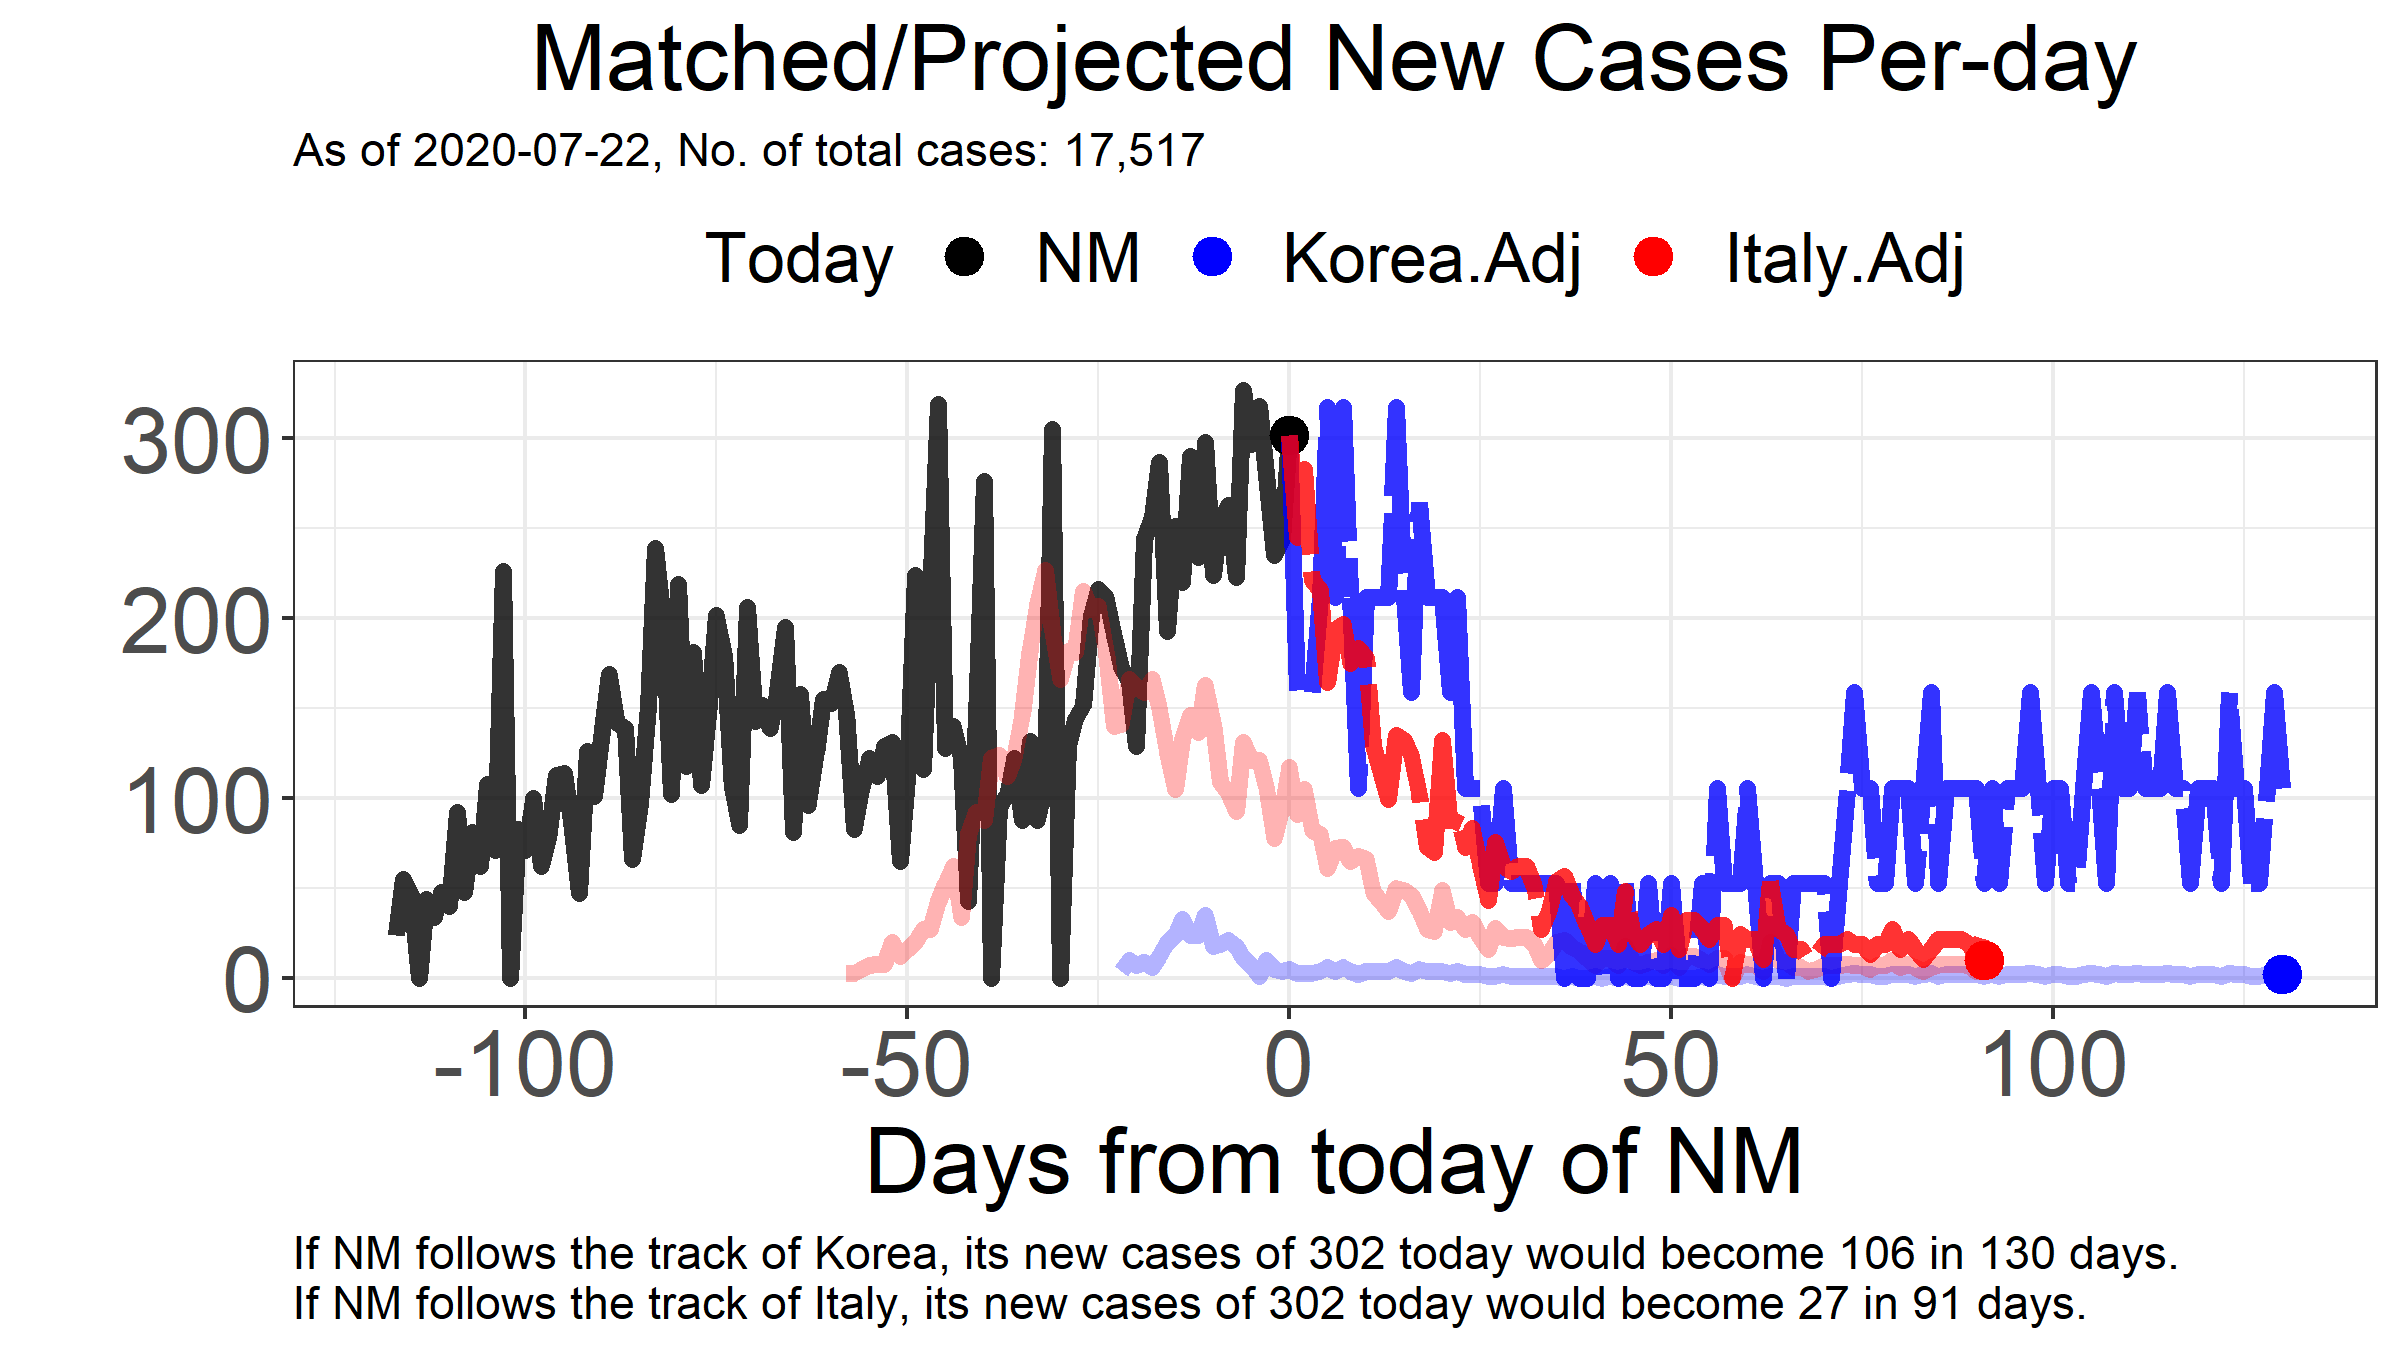 Matched/Projected New Cases Per-day
As of 2020-07-22, No. of total cases: 17,517
Today NM Korea.Adj Italy.Adj
300
200
100
0
-100 -50 0 50 100
Days from today of NM
If NM follows the track of Korea, its new cases of 302 today would become 106 in 130 days.
If NM follows the track of Italy, its new cases of 302 today would become 27 in 91 days.